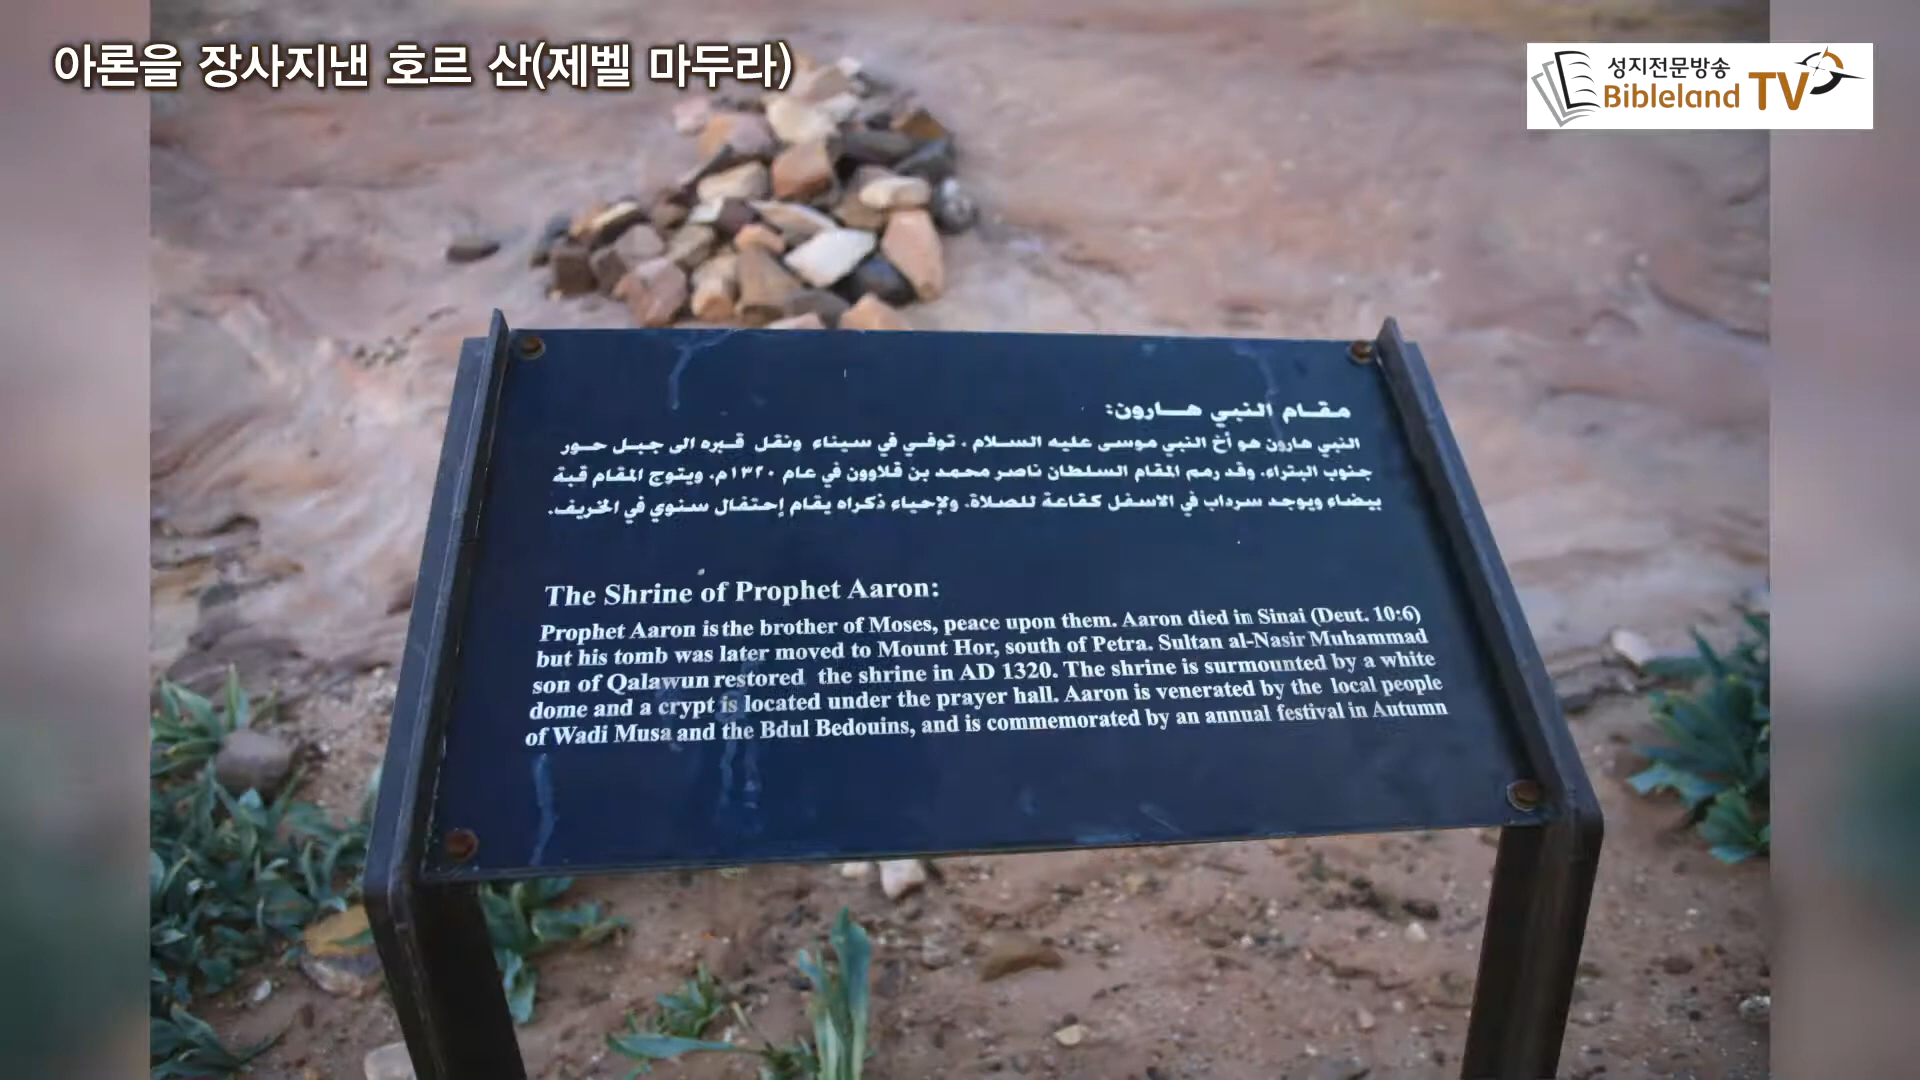 아론을 장사지낸 호르 산(제벨 마두라)
성지전문방송
Bibleland TV
مقام النبي هارون:
النبي هارون هو أخ النبي موسى عليه السلام . توفي في سيناء ونقل قبره الى جبل حور
جنوب البتراء. وقد رمم المقام السلطان ناصر محمد بن قلاوون في عام ١٣٢٠م. ويتوج المقام قبة
بيضاء ويوجد سرداب في الاسفل كقاعة للصلاة. ولإحياء ذكراه يقام إحتفال سنوي في الخريف.
The Shrine of Prophet Aaron:
Prophet Aaron is the brother of Moses, peace upon them. Aaron died in Sinai (Deut. 10:6)
but his tomb was later moved to Mount Hor, south of Petra. Sultan al-Nasir Muhammad
son of Qalawun restored the shrine in AD 1320. The shrine is surmounted by a white
dome and a crypt is located under the prayer hall. Aaron is venerated by the local people
of Wadi Musa and the Bdul Bedouins, and is commemorated by an annual festival in Autumn